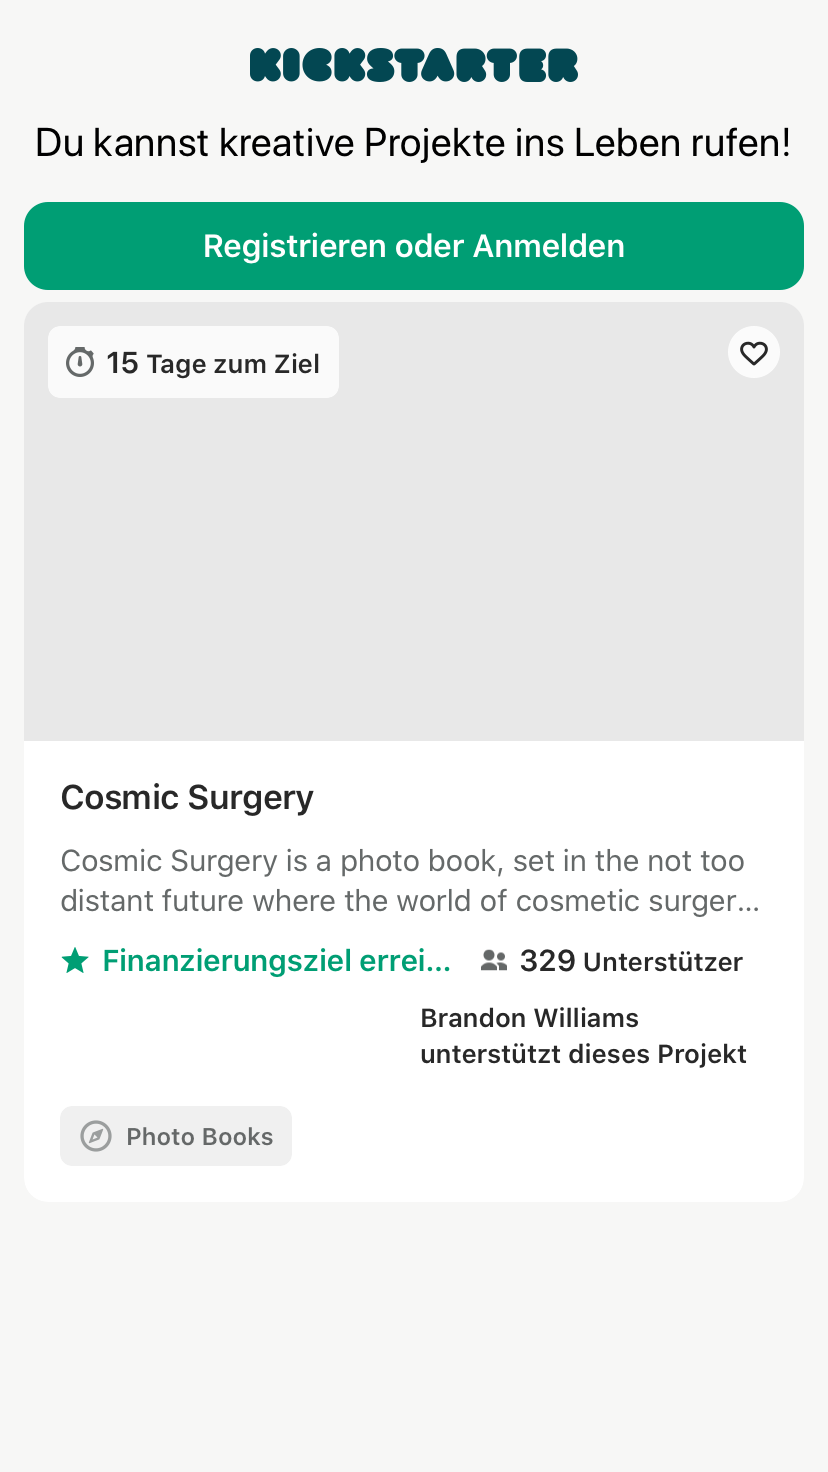 KICKSTARTER
Du kannst kreative Projekte ins Leben rufen!
Registrieren oder Anmelden
15 Tage zum Ziel
Cosmic Surgery
Cosmic Surgery is a photo book, set in the not too
distant future where the world of cosmetic surger...
Finanzierungsziel errei...
329 Unterstützer
Brandon Williams
unterstützt dieses Projekt
Photo Books